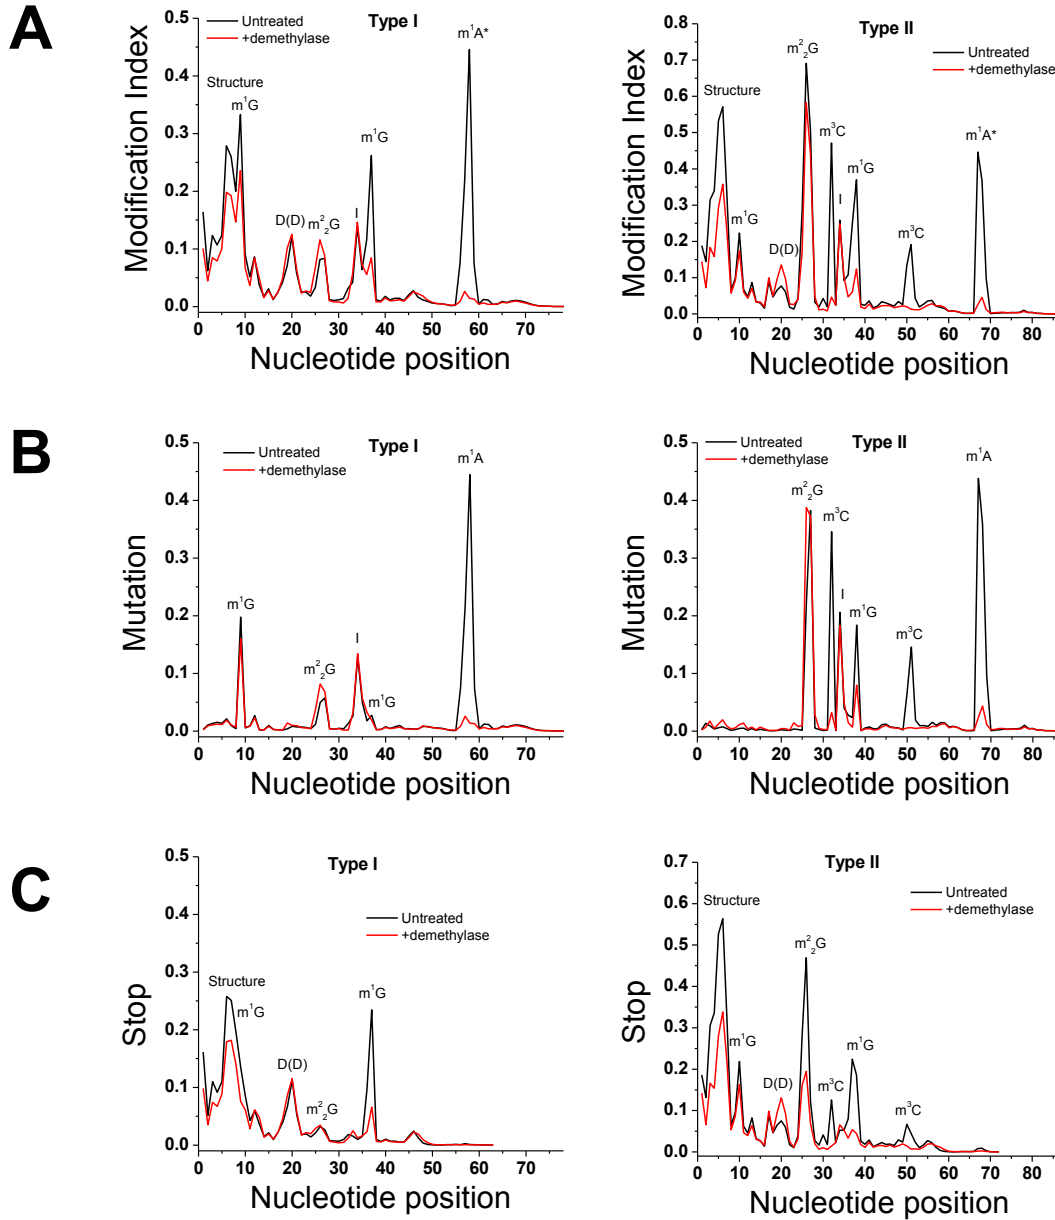 A
Type I
Untreated
+demethylase
Modification Index
0.5
0.4
0.3
0.2
0.1
0.0
Structure
m¹G
D(D)
m²₂G
I
m¹G
m¹A*
0 10 20 30 40 50 60 70
Nucleotide position
Type II
Untreated
+demethylase
Modification Index
0.8
0.7
0.6
0.5
0.4
0.3
0.2
0.1
0.0
Structure
m¹G
D(D)
m²₂G
m³C
I
m¹G
m³C
m¹A*
0 10 20 30 40 50 60 70 80
Nucleotide position
B
Type I
Untreated
+demethylase
Mutation
0.5
0.4
0.3
0.2
0.1
0.0
m¹G
m²₂G
I
m¹G
m¹A
0 10 20 30 40 50 60 70
Nucleotide position
Type II
Untreated
+demethylase
Mutation
0.5
0.4
0.3
0.2
0.1
0.0
m²₂G
m³C
I
m¹G
m³C
m¹A
0 10 20 30 40 50 60 70 80
Nucleotide position
C
Type I
Untreated
+demethylase
Stop
0.5
0.4
0.3
0.2
0.1
0.0
Structure
m¹G
D(D)
m²₂G
m¹G
0 10 20 30 40 50 60 70
Nucleotide position
Type II
Untreated
+demethylase
Stop
0.7
0.6
0.5
0.4
0.3
0.2
0.1
0.0
Structure
m¹G
D(D)
m²₂G
m³C
m¹G
m³C
0 10 20 30 40 50 60 70 80
Nucleotide position